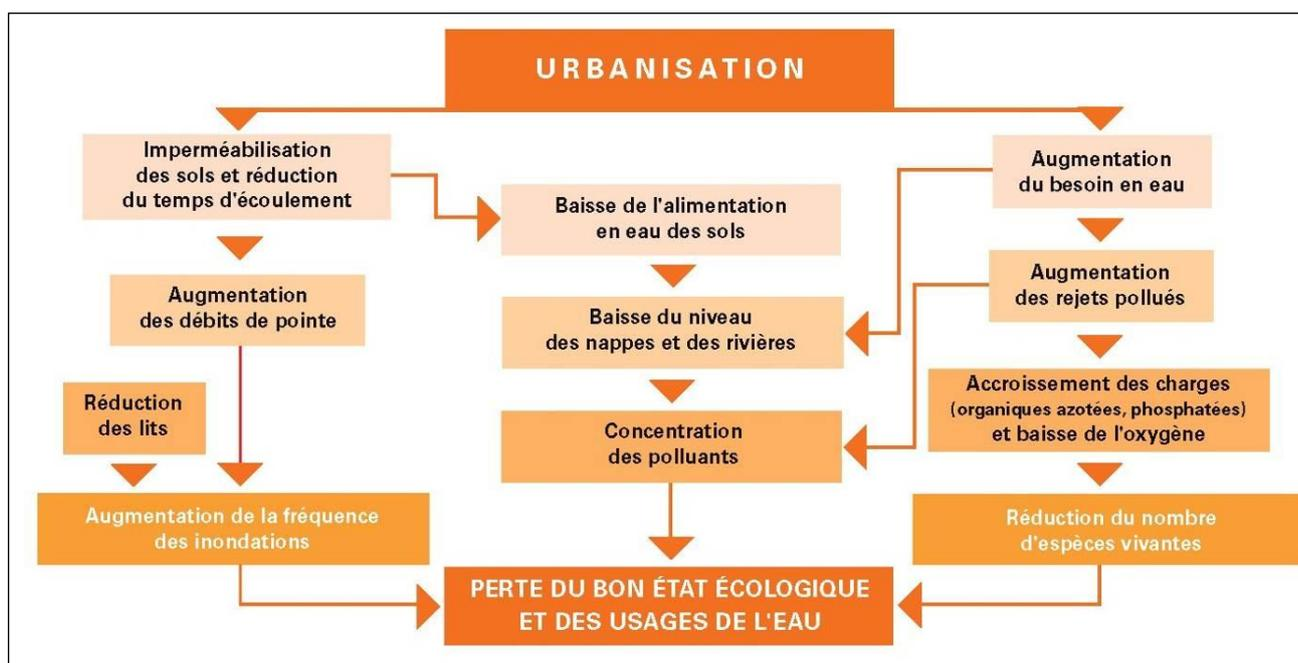 URBANISATION
Imperméabilisation
des sols et réduction
du temps d'écoulement
Augmentation
du besoin en eau
Baisse de l'alimentation
en eau des sols
Augmentation
des débits de pointe
Baisse du niveau
des nappes et des rivières
Augmentation
des rejets pollués
Réduction
des lits
Concentration
des polluants
Accroissement des charges
(organiques azotées, phosphatées)
et baisse de l'oxygène
Augmentation de la fréquence
des inondations
Réduction du nombre
d'espèces vivantes
PERTE DU BON ÉTAT ÉCOLOGIQUE
ET DES USAGES DE L'EAU